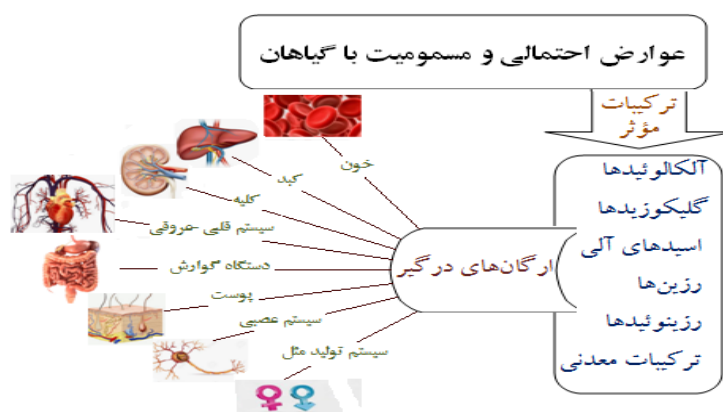 عوارض احتمالی و مسمومیت با گیاهان
ترکیبات
مؤثر
آلکالوئیدها
گلیکوزیدها
اسیدهای آلی
رزین‌ها
رزینوئیدها
ترکیبات معدنی
ارگان‌های درگیر
خون
کبد
کلیه
سیستم قلبی -عروقی
دستگاه گوارش
پوست
سیستم عصبی
سیستم تولید مثل